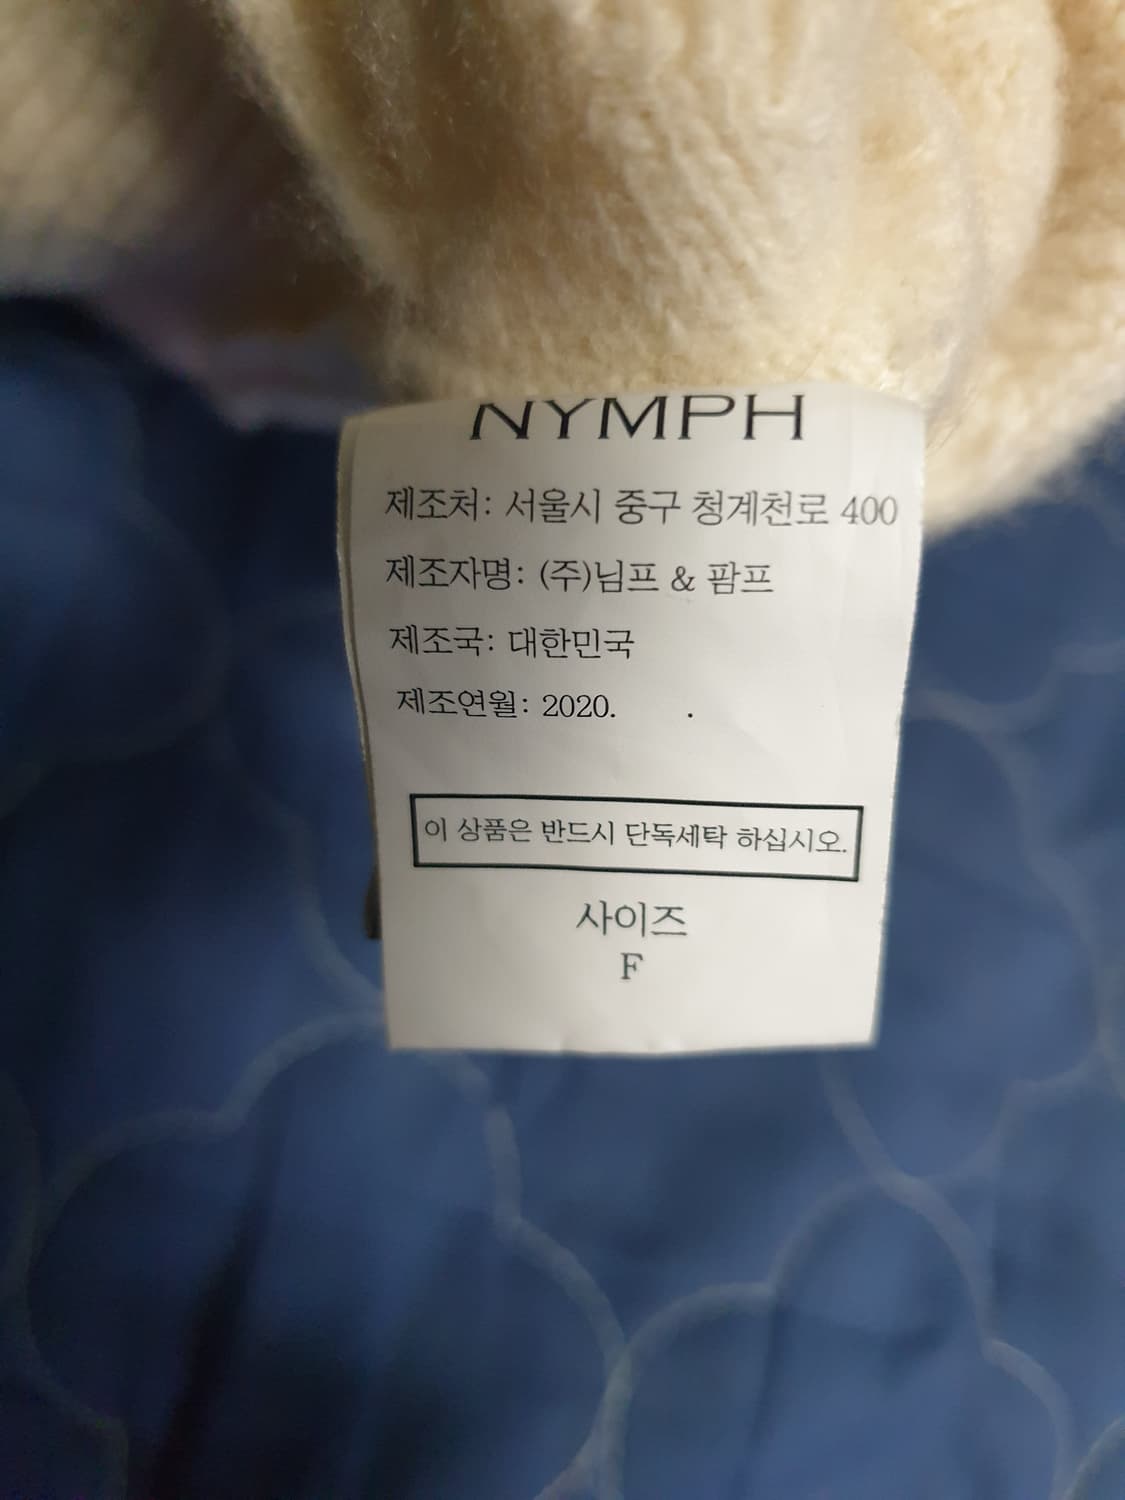 NYMPH
제조처: 서울시 중구 청계천로 400
제조자명: (주)님프 & 팜프
제조국: 대한민국
제조연월: 2020.     .
이 상품은 반드시 단독세탁 하십시오.
사이즈
F